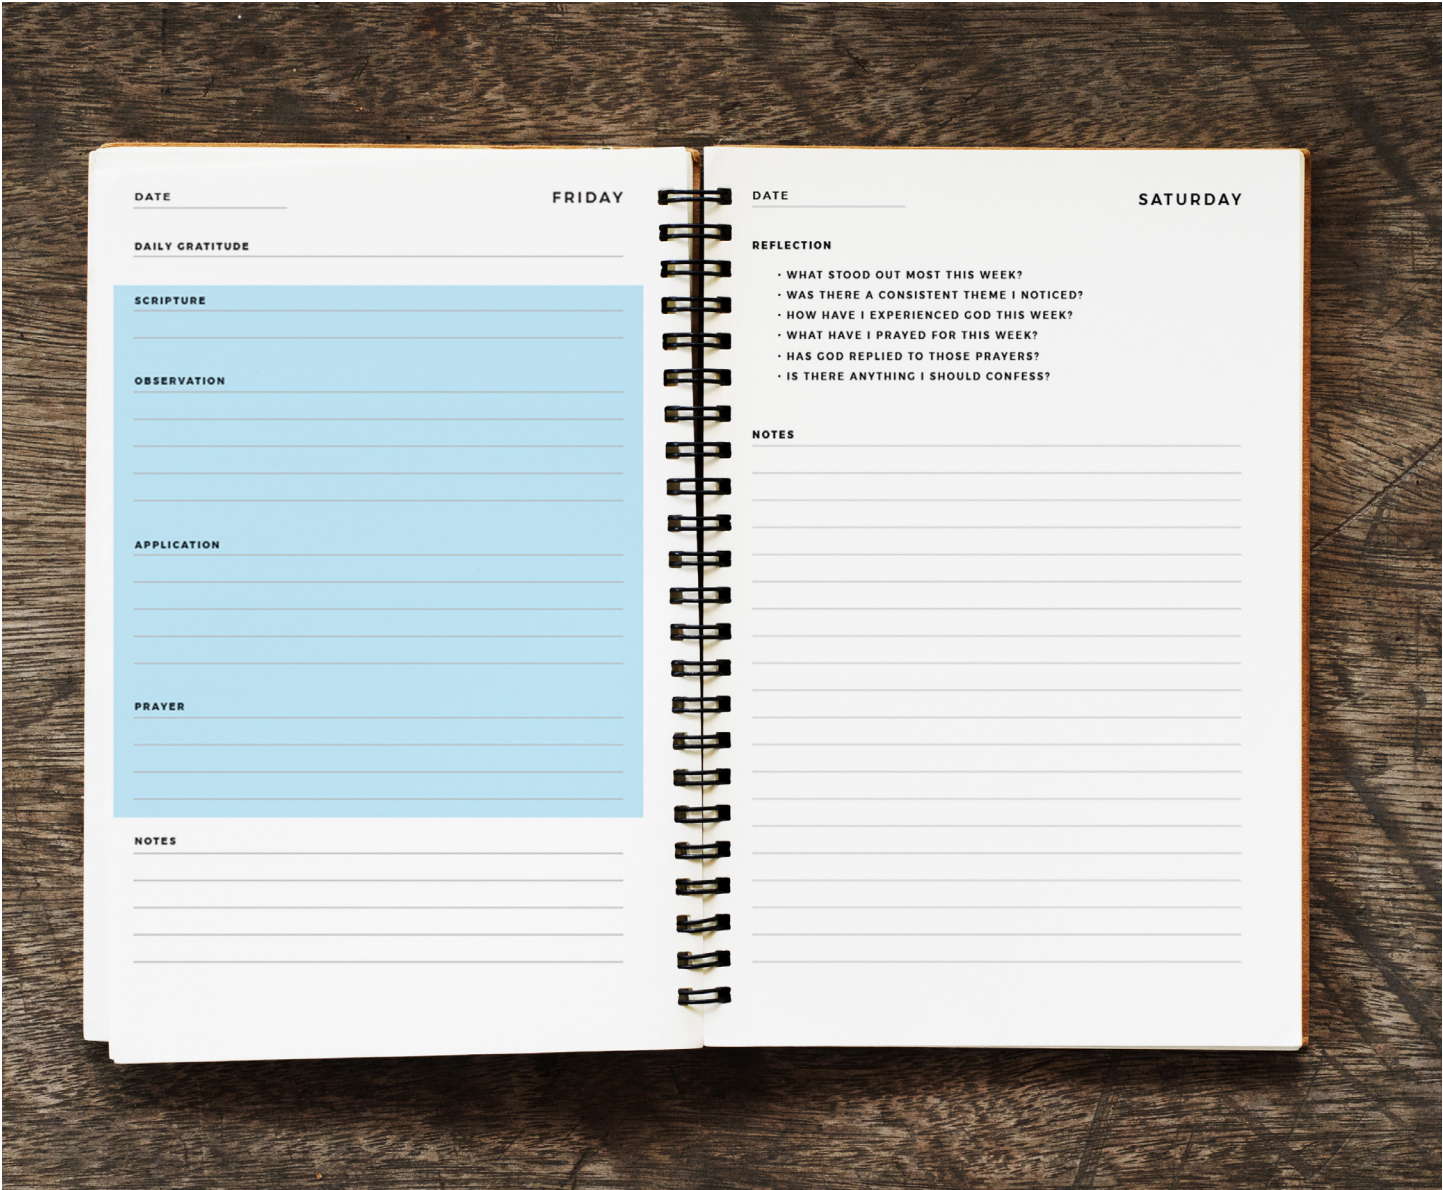 DATE
FRIDAY
DAILY GRATITUDE
SCRIPTURE
OBSERVATION
APPLICATION
PRAYER
NOTES
DATE
SATURDAY
REFLECTION
• WHAT STOOD OUT MOST THIS WEEK?
• WAS THERE A CONSISTENT THEME I NOTICED?
• HOW HAVE I EXPERIENCED GOD THIS WEEK?
• WHAT HAVE I PRAYED FOR THIS WEEK?
• HAS GOD REPLIED TO THOSE PRAYERS?
• IS THERE ANYTHING I SHOULD CONFESS?
NOTES